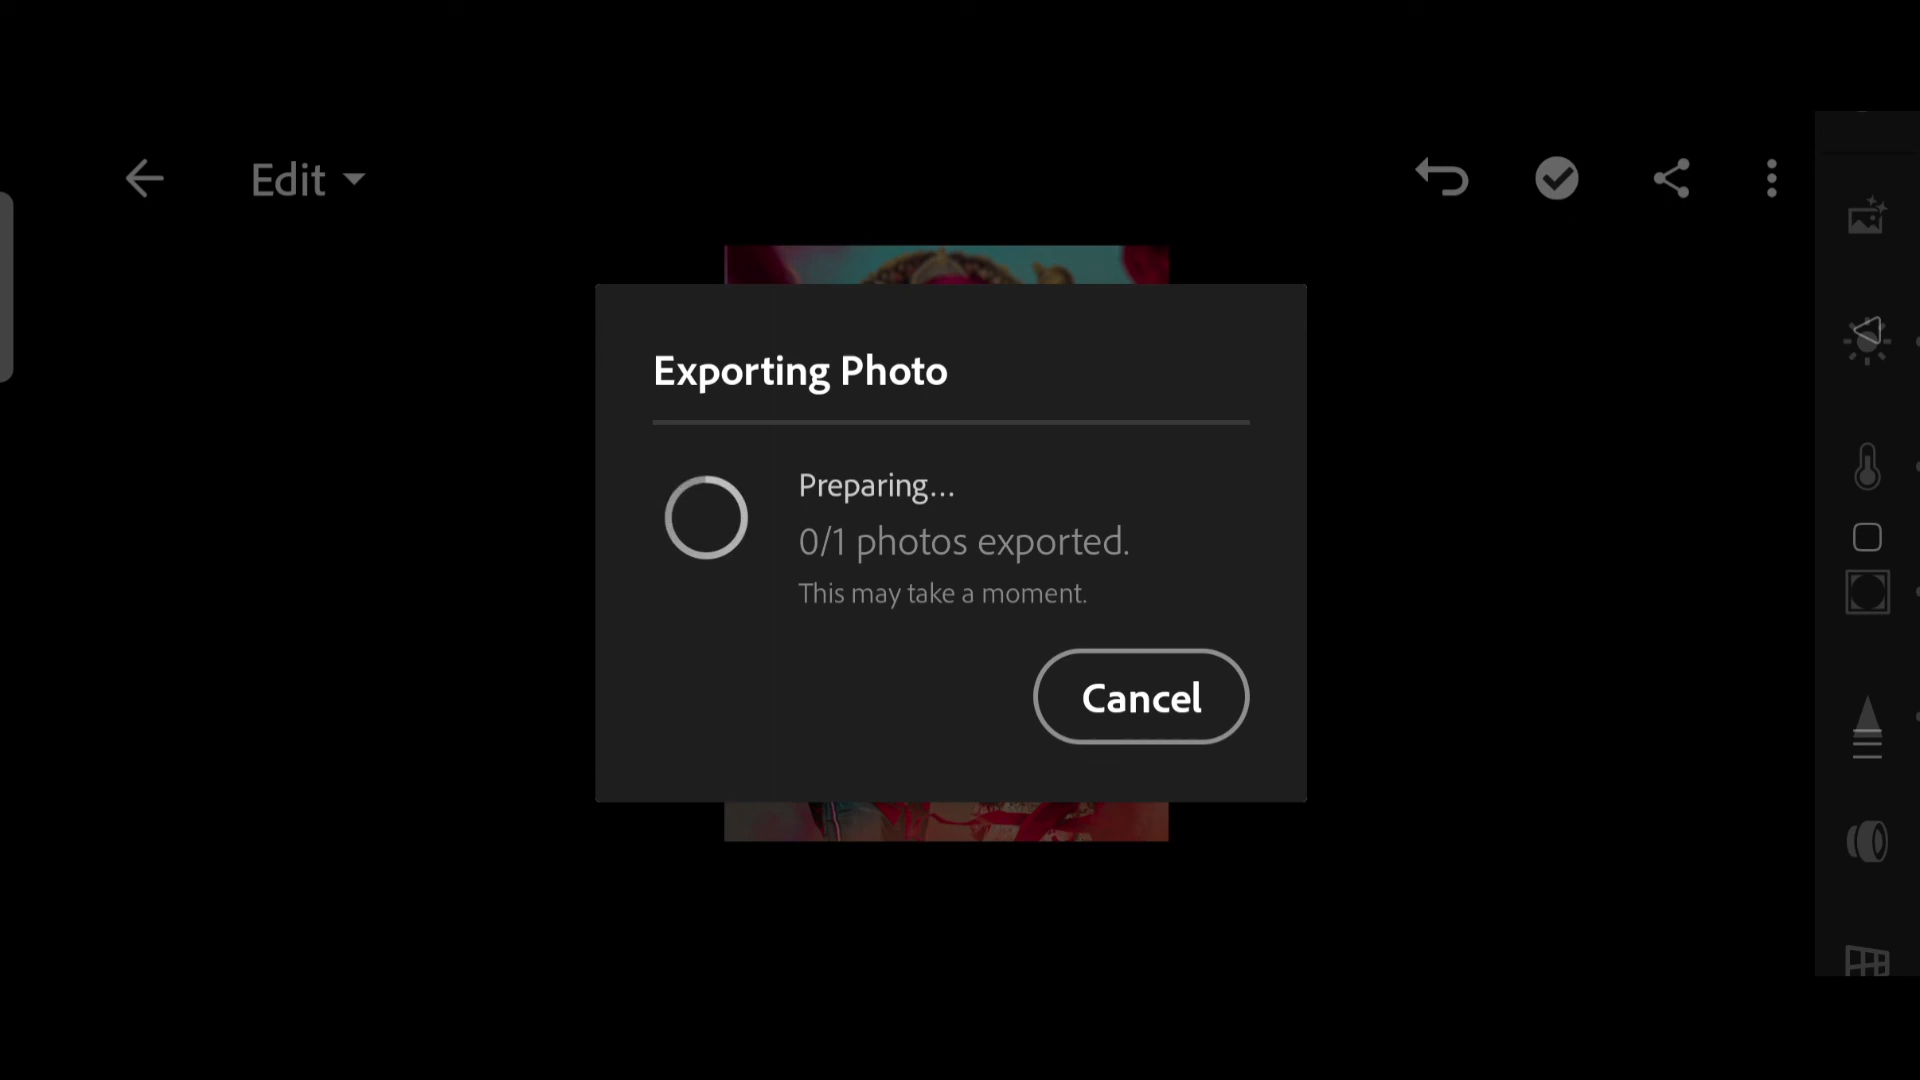 Edit
Exporting Photo
Preparing...
0/1 photos exported.
This may take a moment.
Cancel